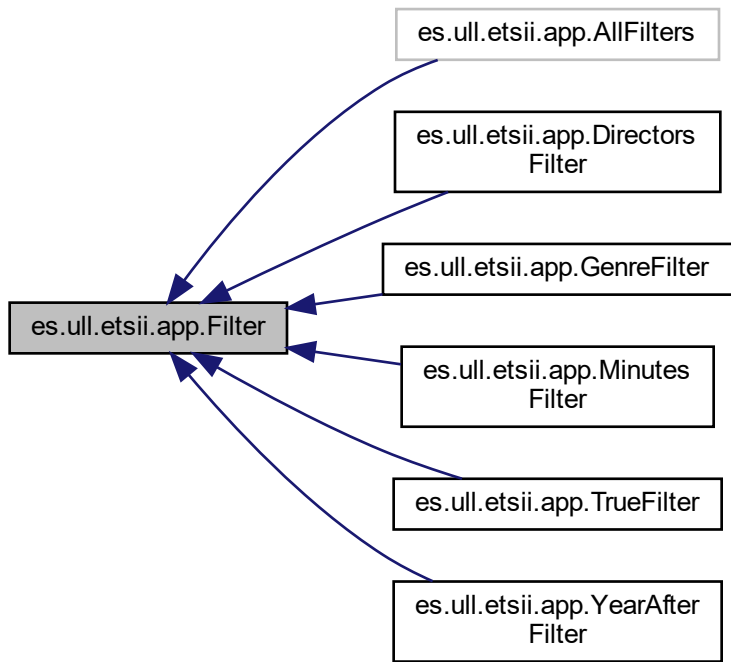 es.ull.etsii.app.AllFilters
es.ull.etsii.app.Directors
Filter
es.ull.etsii.app.GenreFilter
es.ull.etsii.app.Filter
es.ull.etsii.app.Minutes
Filter
es.ull.etsii.app.TrueFilter
es.ull.etsii.app.YearAfter
Filter